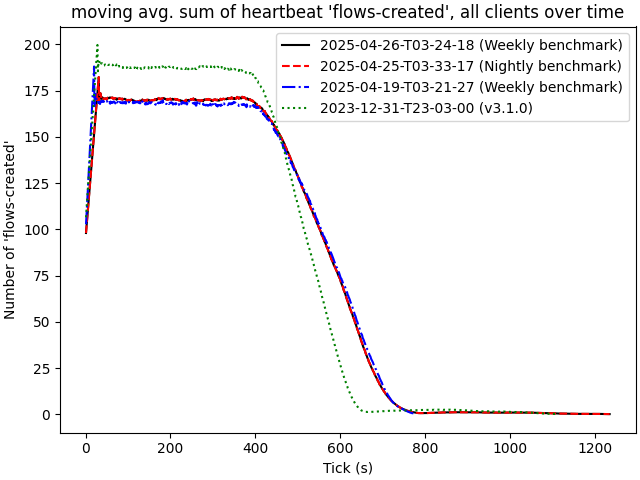 moving avg. sum of heartbeat 'flows-created', all clients over time
2025-04-26-T03-24-18 (Weekly benchmark)
2025-04-25-T03-33-17 (Nightly benchmark)
2025-04-19-T03-21-27 (Weekly benchmark)
2023-12-31-T23-03-00 (v3.1.0)
Number of 'flows-created'
200
175
150
125
100
75
50
25
0
0 200 400 600 800 1000 1200
Tick (s)